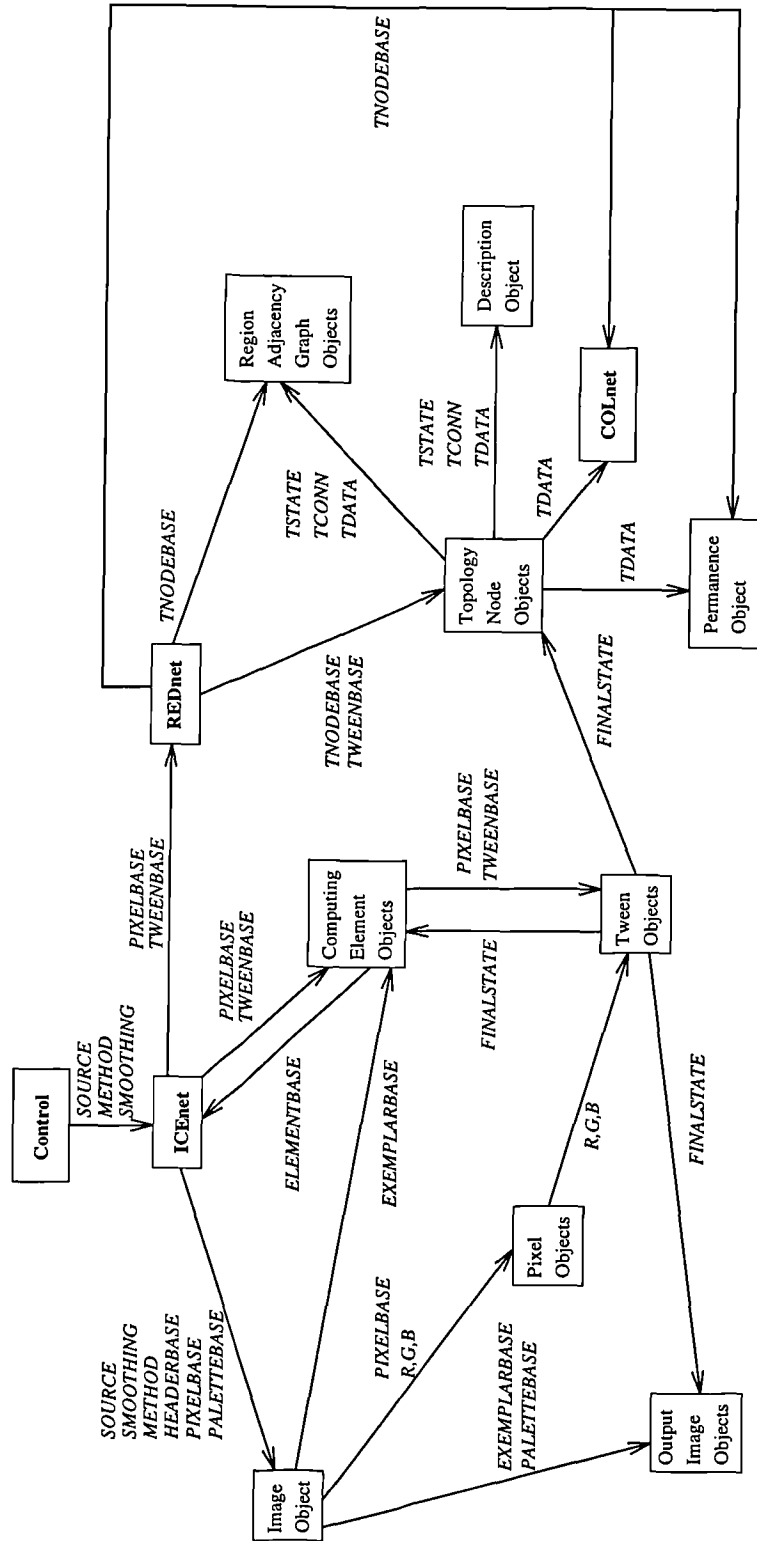 Control
SOURCE
METHOD
SMOOTHING
ICEnet
PIXELBASE
TWEENBASE
REDnet
TNODEBASE
TNODEBASE
SOURCE
SMOOTHING
METHOD
HEADERBASE
PIXELBASE
PALETTEBASE
ELEMENTBASE
PIXELBASE
TWEENBASE
TNODEBASE
TWEENBASE
Region
Adjacency
Graph
Objects
Image
Object
EXEMPLARBASE
Computing
Element
Objects
TSTATE
TCONN
TDATA
PIXELBASE
R,G,B
FINALSTATE
PIXELBASE
TWEENBASE
Topology
Node
Objects
TSTATE
TCONN
TDATA
Description
Object
EXEMPLARBASE
PALETTEBASE
Pixel
Objects
R,G,B
Tween
Objects
FINALSTATE
TDATA
COLnet
Output
Image
Objects
FINALSTATE
TDATA
Permanence
Object